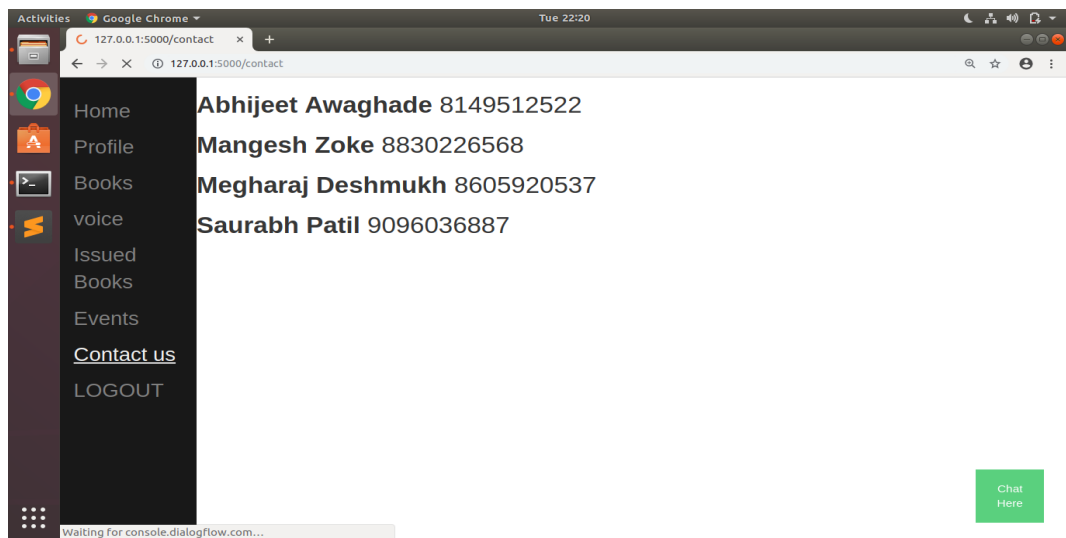 Activities Google Chrome Tue 22:20
127.0.0.1:5000/contact
127.0.0.1:5000/contact
Home
Profile
Books
voice
Issued
Books
Events
Contact us
LOGOUT
Abhijeet Awaghade 8149512522
Mangesh Zoke 8830226568
Megharaj Deshmukh 8605920537
Saurabh Patil 9096036887
Chat
Here
Waiting for console.dialogflow.com...